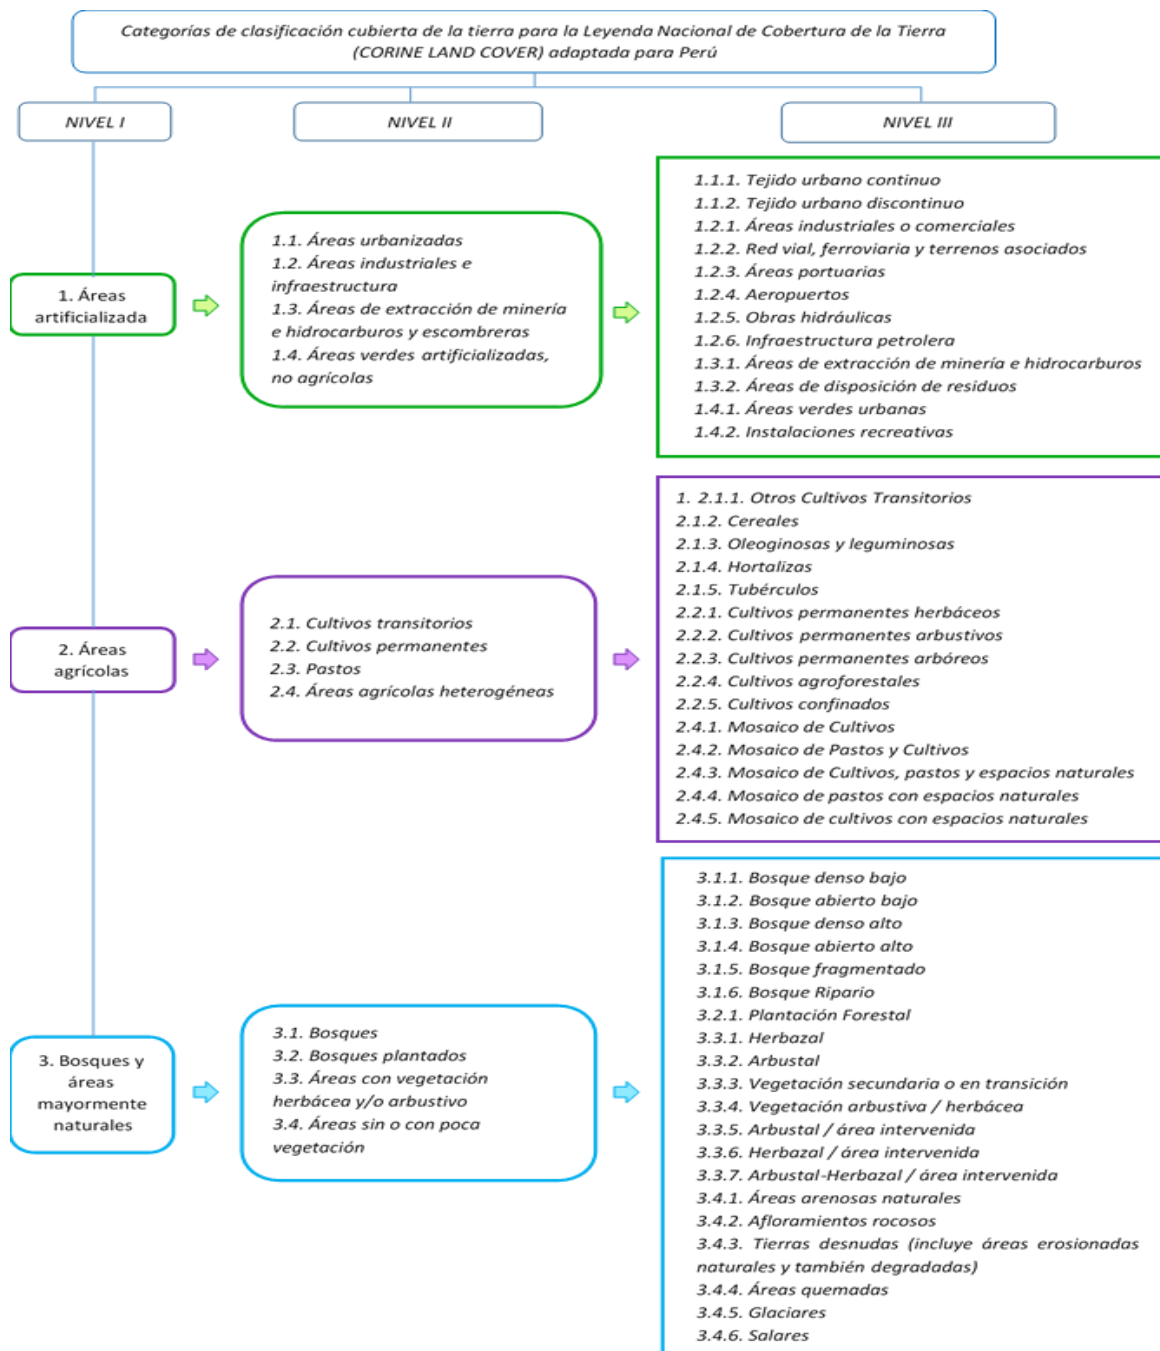 Categorías de clasificación cubierta de la tierra para la Leyenda Nacional de Cobertura de la Tierra
(CORINE LAND COVER) adaptada para Perú
NIVEL I
NIVEL II
NIVEL III
1. Áreas
artificializada
1.1. Áreas urbanizadas
1.2. Áreas industriales e
infraestructura
1.3. Áreas de extracción de minería
e hidrocarburos y escombreras
1.4. Áreas verdes artificializadas,
no agrícolas
1.1.1. Tejido urbano continuo
1.1.2. Tejido urbano discontinuo
1.2.1. Áreas industriales o comerciales
1.2.2. Red vial, ferroviaria y terrenos asociados
1.2.3. Áreas portuarias
1.2.4. Aeropuertos
1.2.5. Obras hidráulicas
1.2.6. Infraestructura petrolera
1.3.1. Áreas de extracción de minería e hidrocarburos
1.3.2. Áreas de disposición de residuos
1.4.1. Áreas verdes urbanas
1.4.2. Instalaciones recreativas
2. Áreas
agrícolas
2.1. Cultivos transitorios
2.2. Cultivos permanentes
2.3. Pastos
2.4. Áreas agrícolas heterogéneas
1. 2.1.1. Otros Cultivos Transitorios
2.1.2. Cereales
2.1.3. Oleoginosas y leguminosas
2.1.4. Hortalizas
2.1.5. Tubérculos
2.2.1. Cultivos permanentes herbáceos
2.2.2. Cultivos permanentes arbustivos
2.2.3. Cultivos permanentes arbóreos
2.2.4. Cultivos agroforestales
2.2.5. Cultivos confinados
2.4.1. Mosaico de Cultivos
2.4.2. Mosaico de Pastos y Cultivos
2.4.3. Mosaico de Cultivos, pastos y espacios naturales
2.4.4. Mosaico de pastos con espacios naturales
2.4.5. Mosaico de cultivos con espacios naturales
3. Bosques y
áreas
mayormente
naturales
3.1. Bosques
3.2. Bosques plantados
3.3. Áreas con vegetación
herbácea y/o arbustivo
3.4. Áreas sin o con poca
vegetación
3.1.1. Bosque denso bajo
3.1.2. Bosque abierto bajo
3.1.3. Bosque denso alto
3.1.4. Bosque abierto alto
3.1.5. Bosque fragmentado
3.1.6. Bosque Ripario
3.2.1. Plantación Forestal
3.3.1. Herbazal
3.3.2. Arbustal
3.3.3. Vegetación secundaria o en transición
3.3.4. Vegetación arbustiva / herbácea
3.3.5. Arbustal / área intervenida
3.3.6. Herbazal / área intervenida
3.3.7. Arbustal-Herbazal / área intervenida
3.4.1. Áreas arenosas naturales
3.4.2. Afloramientos rocosos
3.4.3. Tierras desnudas (incluye áreas erosionadas
naturales y también degradadas)
3.4.4. Áreas quemadas
3.4.5. Glaciares
3.4.6. Salares